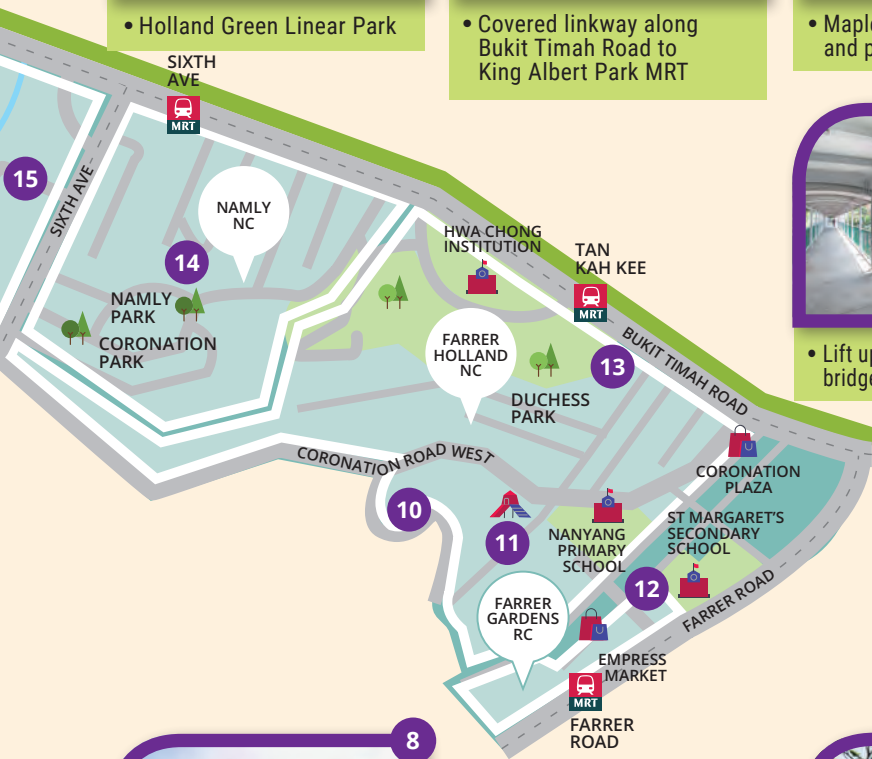 • Holland Green Linear Park
• Covered linkway along
Bukit Timah Road to
King Albert Park MRT
• Maple
and p
SIXTH
AVE
MRT
15
SIXTH AVE
NAMLY
NC
14
NAMLY
PARK
CORONATION
PARK
HWA CHONG
INSTITUTION
TAN
KAH KEE
MRT
FARRER
HOLLAND
NC
13
BUKIT TIMAH ROAD
• Lift up
bridge
DUCHESS
PARK
CORONATION ROAD WEST
CORONATION
PLAZA
10
11
NANYANG
PRIMARY
SCHOOL
ST MARGARET'S
SECONDARY
SCHOOL
12
FARRER ROAD
FARRER
GARDENS
RC
EMPRESS
MARKET
MRT
FARRER
ROAD
8